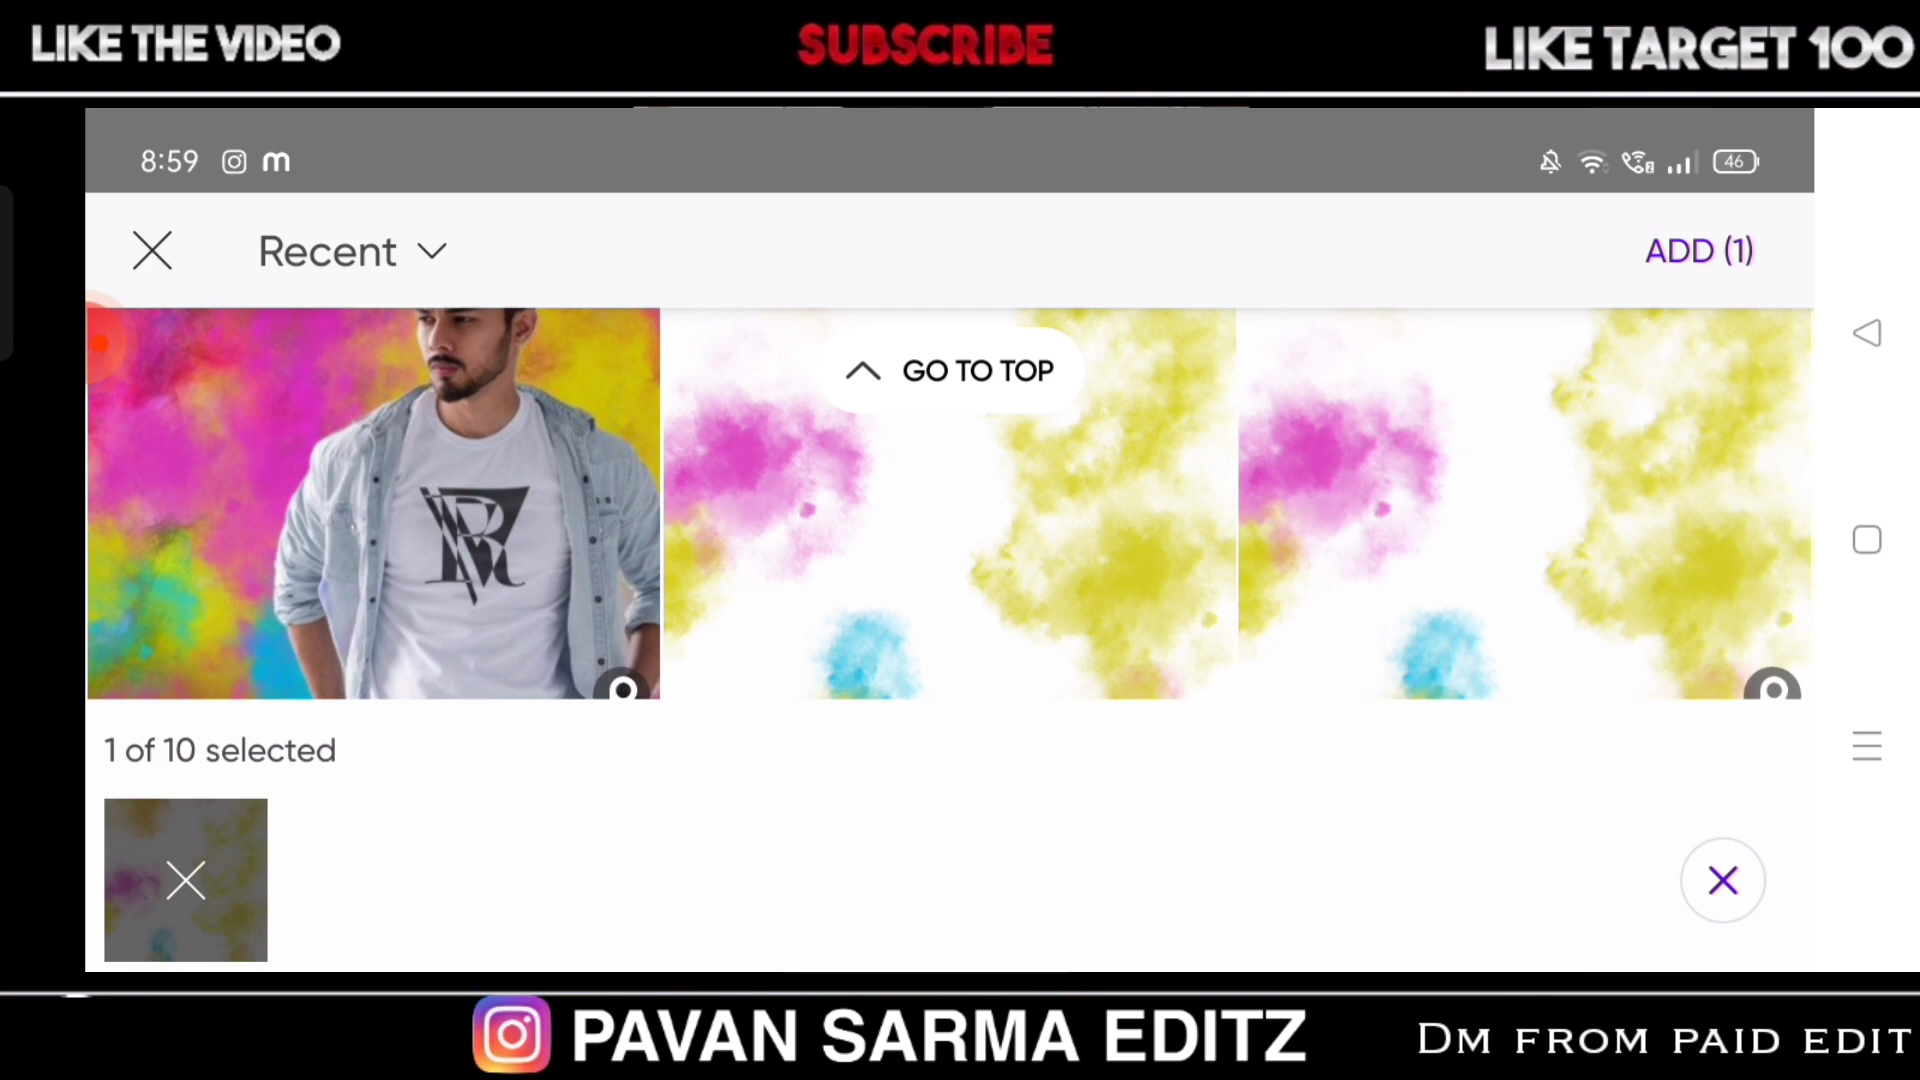 LIKE THE VIDEO
SUBSCRIBE
LIKE TARGET 100
8:59
46
Recent
ADD (1)
GO TO TOP
1 of 10 selected
PAVAN SARMA EDITZ
DM FROM PAID EDIT